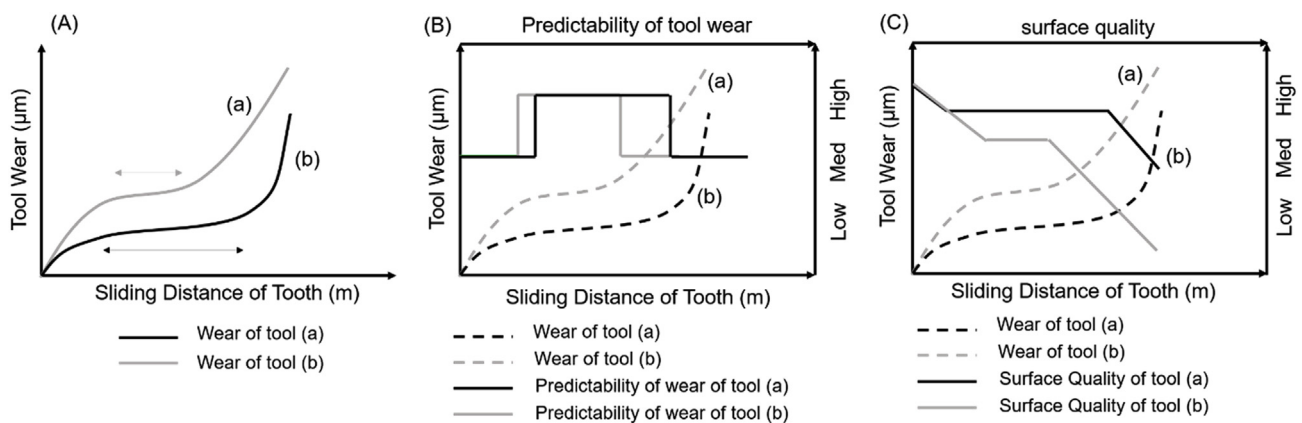 (A)
Tool Wear (µm)
(a)
(b)
Sliding Distance of Tooth (m)
Wear of tool (a)
Wear of tool (b)
(B)
Predictability of tool wear
Tool Wear (µm)
(a)
(b)
Low Med High
Sliding Distance of Tooth (m)
Wear of tool (a)
Wear of tool (b)
Predictability of wear of tool (a)
Predictability of wear of tool (b)
(C)
surface quality
Tool Wear (µm)
(a)
(b)
Low Med High
Sliding Distance of Tooth (m)
Wear of tool (a)
Wear of tool (b)
Surface Quality of tool (a)
Surface Quality of tool (b)